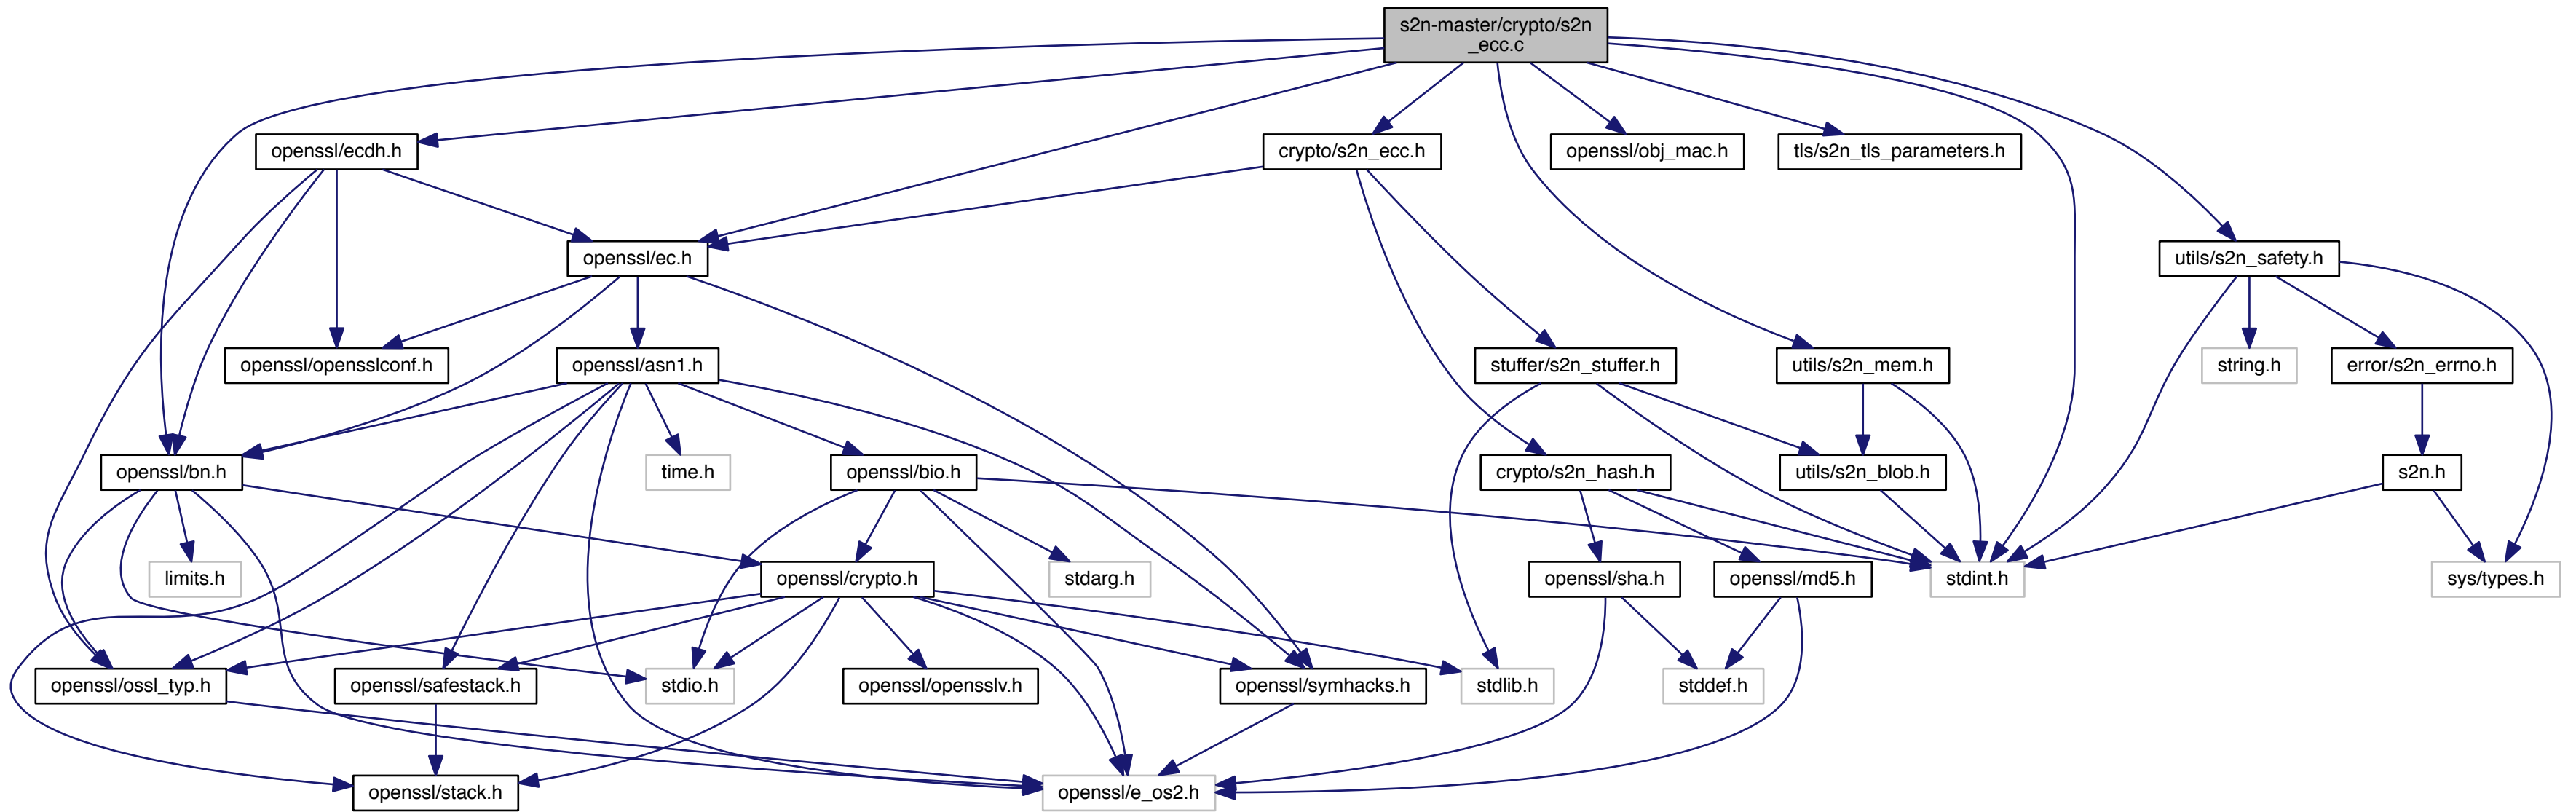 s2n-master/crypto/s2n
_ecc.c
openssl/ecdh.h
crypto/s2n_ecc.h
openssl/obj_mac.h
tls/s2n_tls_parameters.h
openssl/ec.h
utils/s2n_safety.h
openssl/opensslconf.h
openssl/asn1.h
stuffer/s2n_stuffer.h
utils/s2n_mem.h
string.h
error/s2n_errno.h
openssl/bn.h
time.h
openssl/bio.h
crypto/s2n_hash.h
utils/s2n_blob.h
s2n.h
limits.h
openssl/crypto.h
stdarg.h
openssl/sha.h
openssl/md5.h
stdint.h
sys/types.h
openssl/ossl_typ.h
openssl/safestack.h
stdio.h
openssl/opensslv.h
openssl/symhacks.h
stdlib.h
stddef.h
openssl/stack.h
openssl/e_os2.h